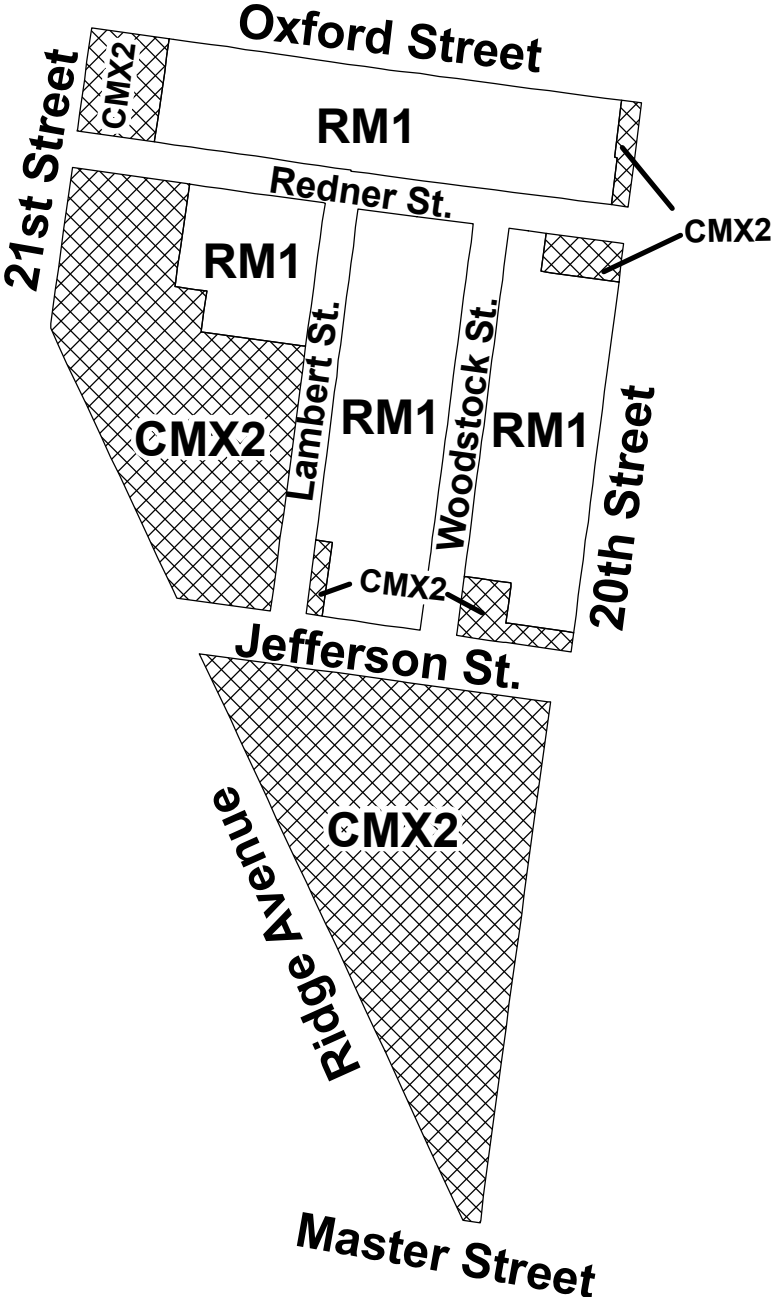 Oxford Street
CMX2
RM1
21st Street
Redner St.
CMX2
RM1
Lambert St.
Woodstock St.
RM1
RM1
CMX2
20th Street
CMX2
Jefferson St.
CMX2
Ridge Avenue
Master Street